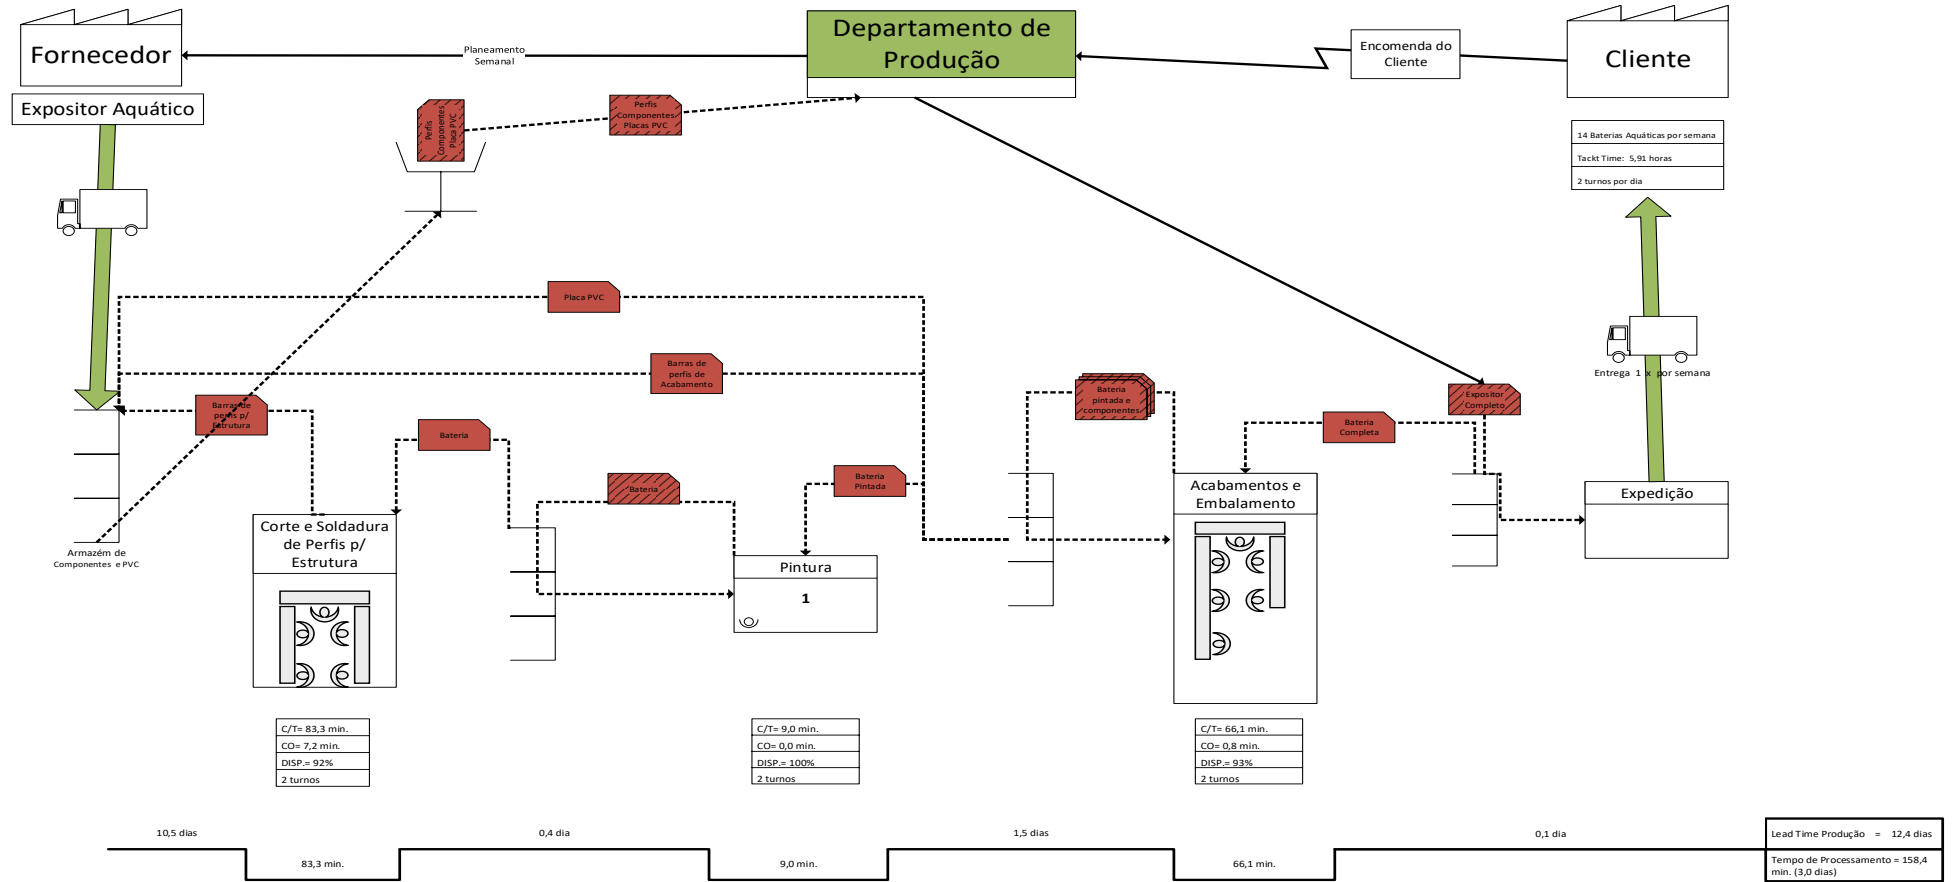 Fornecedor
Planeamento
Semanal
Departamento de
Produção
Encomenda do
Cliente
Cliente
Expositor Aquático
Perfis
Componentes
Placa PVC
Perfis
Componentes
Placas PVC
14 Baterias Aquáticas por semana
Tackt Time: 5,91 horas
2 turnos por dia
Placa PVC
Barras de
perfis de
Acabamento
Entrega 1 x por semana
Barras de
perfis p/
Estrutura
Bateria
Bateria
pintada e
componentes
Expositor
Completo
Bateria
Completa
Bateria
Bateria
Pintada
Acabamentos e
Embalamento
Expedição
Corte e Soldadura
de Perfis p/
Estrutura
Armazém de
Componentes e PVC
Pintura
1
C/T= 83,3 min.
CO= 7,2 min.
DISP.= 92%
2 turnos
C/T= 9,0 min.
CO= 0,0 min.
DISP.= 100%
2 turnos
C/T= 66,1 min.
CO= 0,8 min.
DISP.= 93%
2 turnos
10,5 dias
0,4 dia
1,5 dias
0,1 dia
Lead Time Produção = 12,4 dias
83,3 min.
9,0 min.
66,1 min.
Tempo de Processamento = 158,4
min. (3,0 dias)